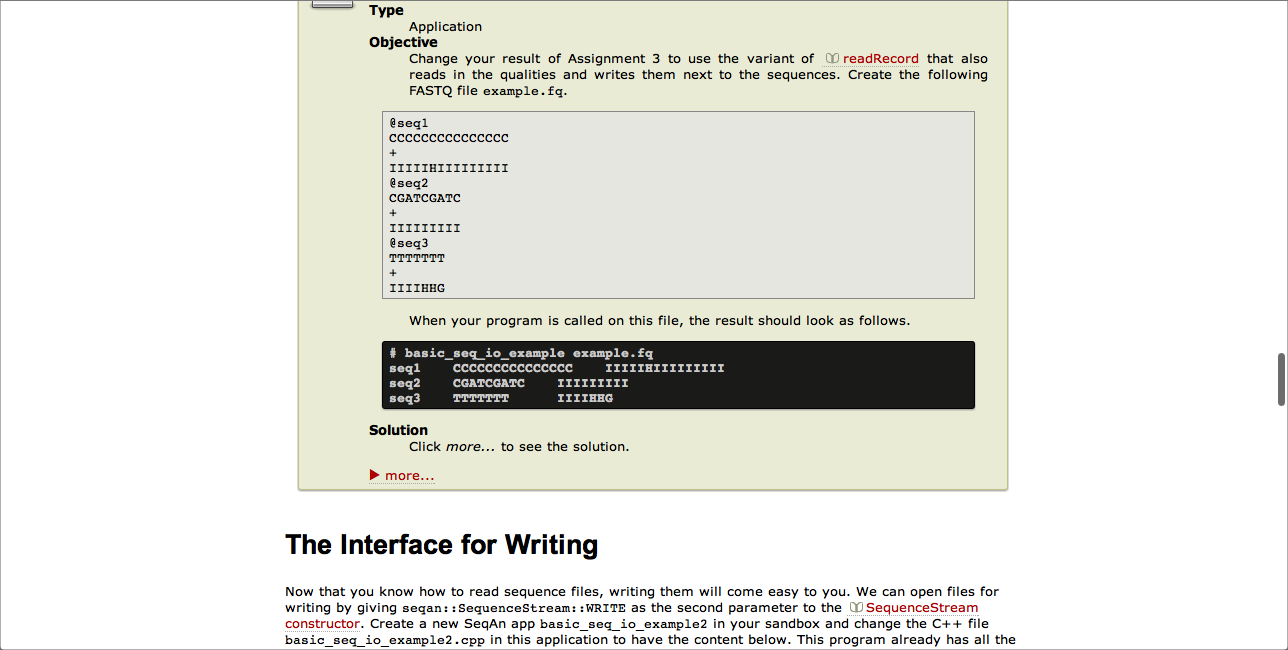 Type
Application
Objective
Change your result of Assignment 3 to use the variant of readRecord that also
reads in the qualities and writes them next to the sequences. Create the following
FASTQ file example.fq.
@seq1
CCCCCCCCCCCCCCC
+
IIIIIHIIIIIIIII
@seq2
CGATCGATC
+
IIIIIIIII
@seq3
TTTTTTT
+
IIIIHHG
When your program is called on this file, the result should look as follows.
# basic_seq_io_example example.fq
seq1    CCCCCCCCCCCCCCC    IIIIIHIIIIIIIII
seq2    CGATCGATC    IIIIIIIII
seq3    TTTTTTT      IIIIHHG
Solution
Click more... to see the solution.
more...
The Interface for Writing
Now that you know how to read sequence files, writing them will come easy to you. We can open files for
writing by giving seqan::SequenceStream::WRITE as the second parameter to the SequenceStream
constructor. Create a new SeqAn app basic_seq_io_example2 in your sandbox and change the C++ file
basic_seq_io_example2.cpp in this application to have the content below. This program already has all the